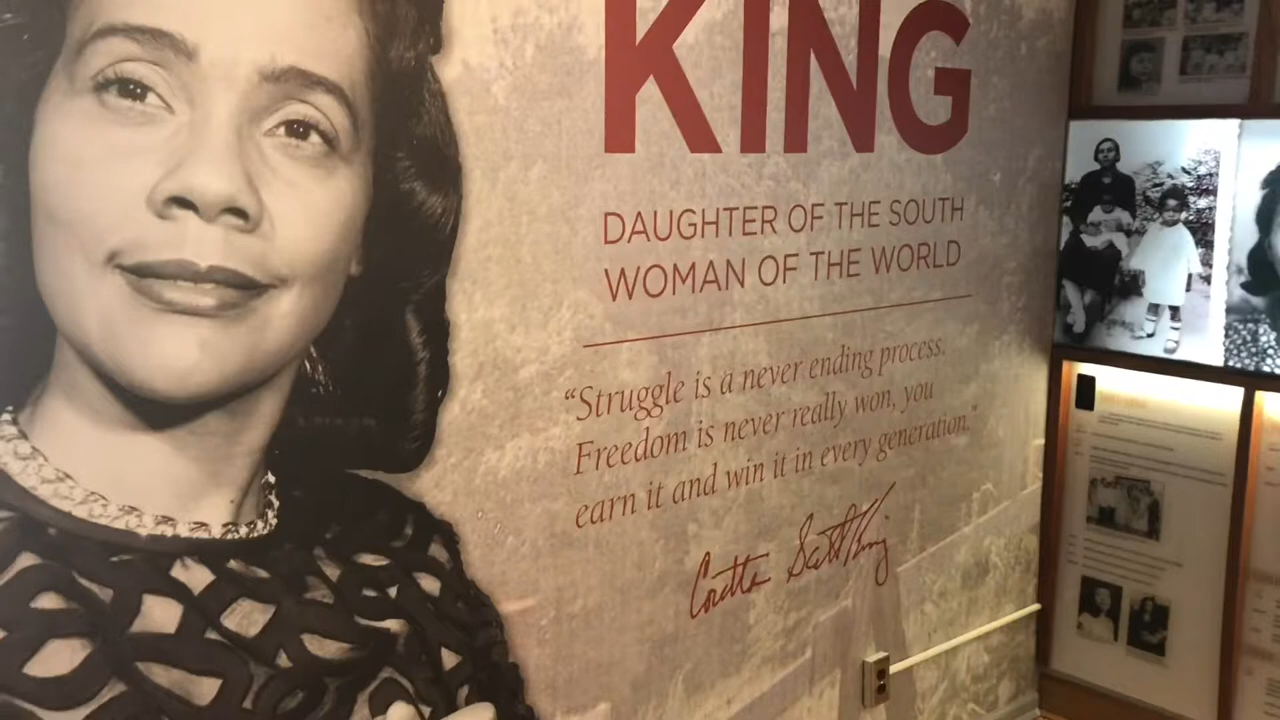 KING
DAUGHTER OF THE SOUTH
WOMAN OF THE WORLD
“Struggle is a never ending process.
Freedom is never really won, you
earn it and win it in every generation.”
Coretta Scott King